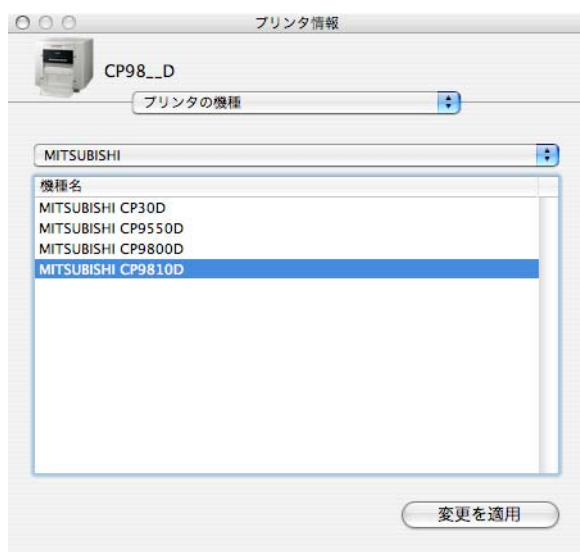 プリンタ情報
CP98__D
プリンタの機種
MITSUBISHI
機種名
MITSUBISHI CP30D
MITSUBISHI CP9550D
MITSUBISHI CP9800D
MITSUBISHI CP9810D
変更を適用